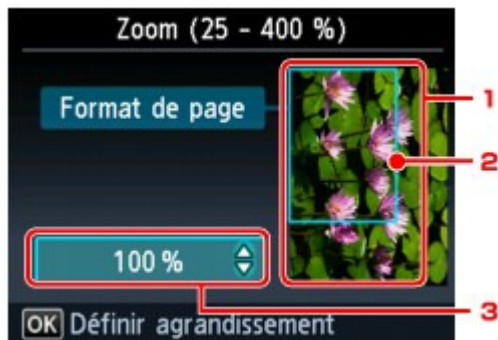 Zoom (25 - 400 %)
Format de page
1
2
100 %
3
OK Définir agrandissement